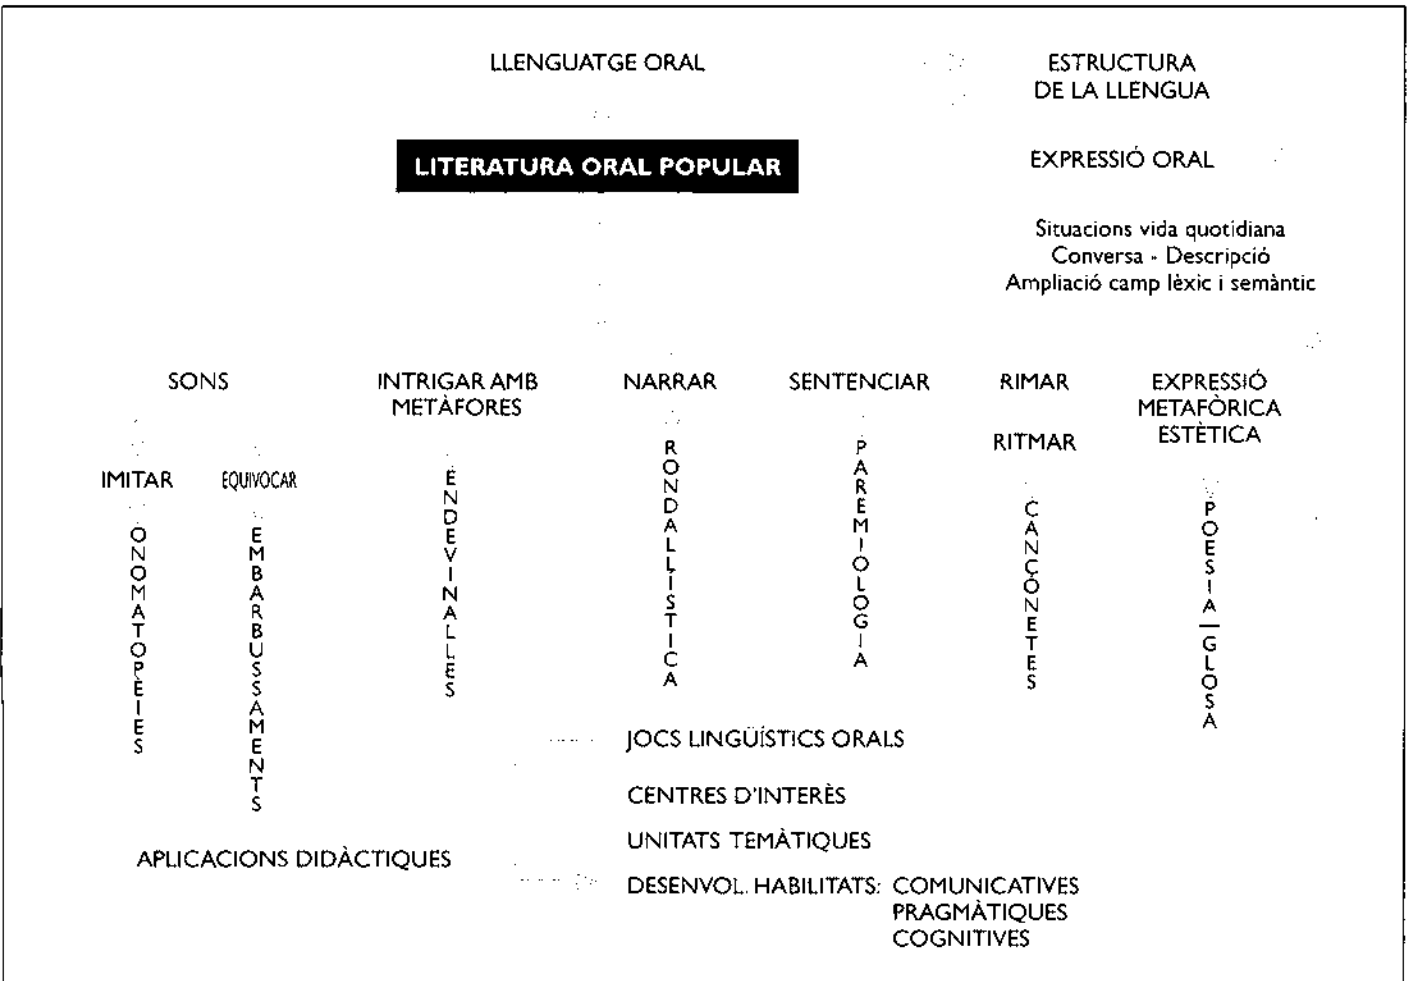 LLENGUATGE ORAL
ESTRUCTURA
DE LA LLENGUA
LITERATURA ORAL POPULAR
EXPRESSIÓ ORAL
Situacions vida quotidiana
Conversa - Descripció
Ampliació camp lèxic i semàntic
SONS
INTRIGAR AMB
METÀFORES
NARRAR
SENTENCIAR
RIMAR
RITMAR
EXPRESSIÓ
METAFÒRICA
ESTÈTICA
IMITAR
EQUIVOCAR
ONOMATOPÈIES
EMBARBUSSAMENTS
ENDEVINALLES
RONDALLÍSTICA
PAREMIOLOGIA
CANÇONETES
POESIA — GLOSA
JOCS LINGÜÍSTICS ORALS
CENTRES D'INTERÈS
UNITATS TEMÀTIQUES
APLICACIONS DIDÀCTIQUES
DESENVOL. HABILITATS: COMUNICATIVES
PRAGMÀTIQUES
COGNITIVES